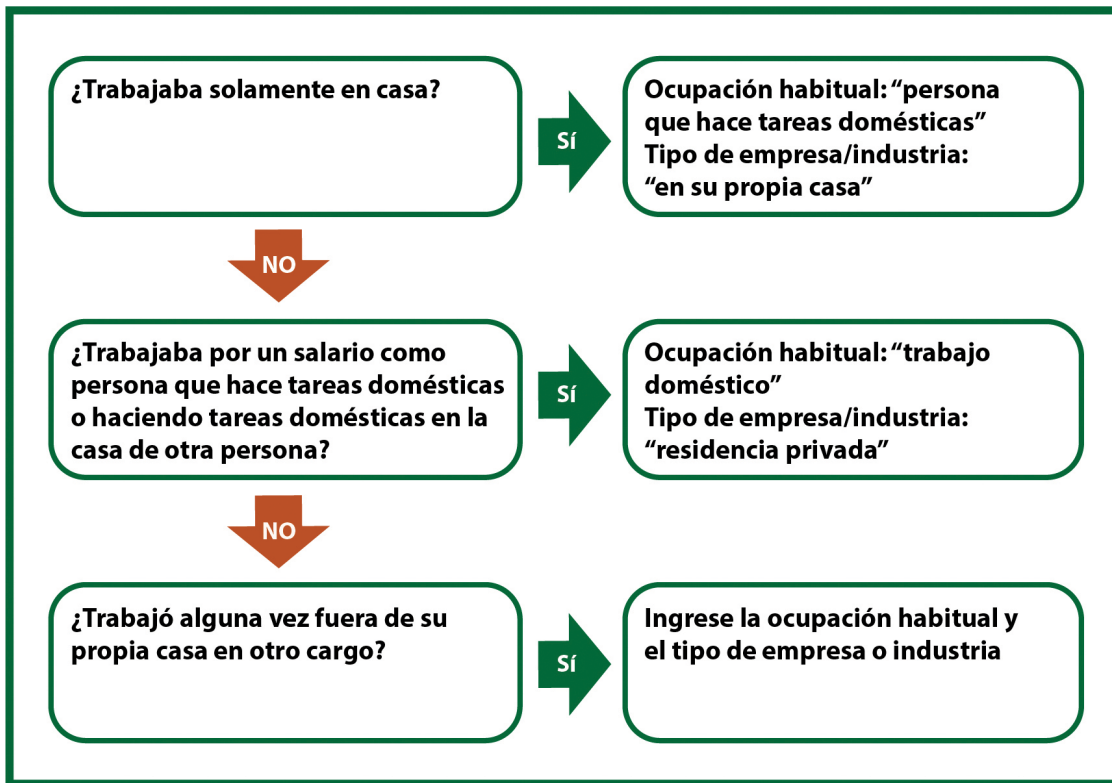 ¿Trabajaba solamente en casa?
Sí
Ocupación habitual: “persona
que hace tareas domésticas”
Tipo de empresa/industria:
“en su propia casa”
NO
¿Trabajaba por un salario como
persona que hace tareas domésticas
o haciendo tareas domésticas en la
casa de otra persona?
Sí
Ocupación habitual: “trabajo
doméstico”
Tipo de empresa/industria:
“residencia privada”
NO
¿Trabajó alguna vez fuera de su
propia casa en otro cargo?
Sí
Ingrese la ocupación habitual y
el tipo de empresa o industria